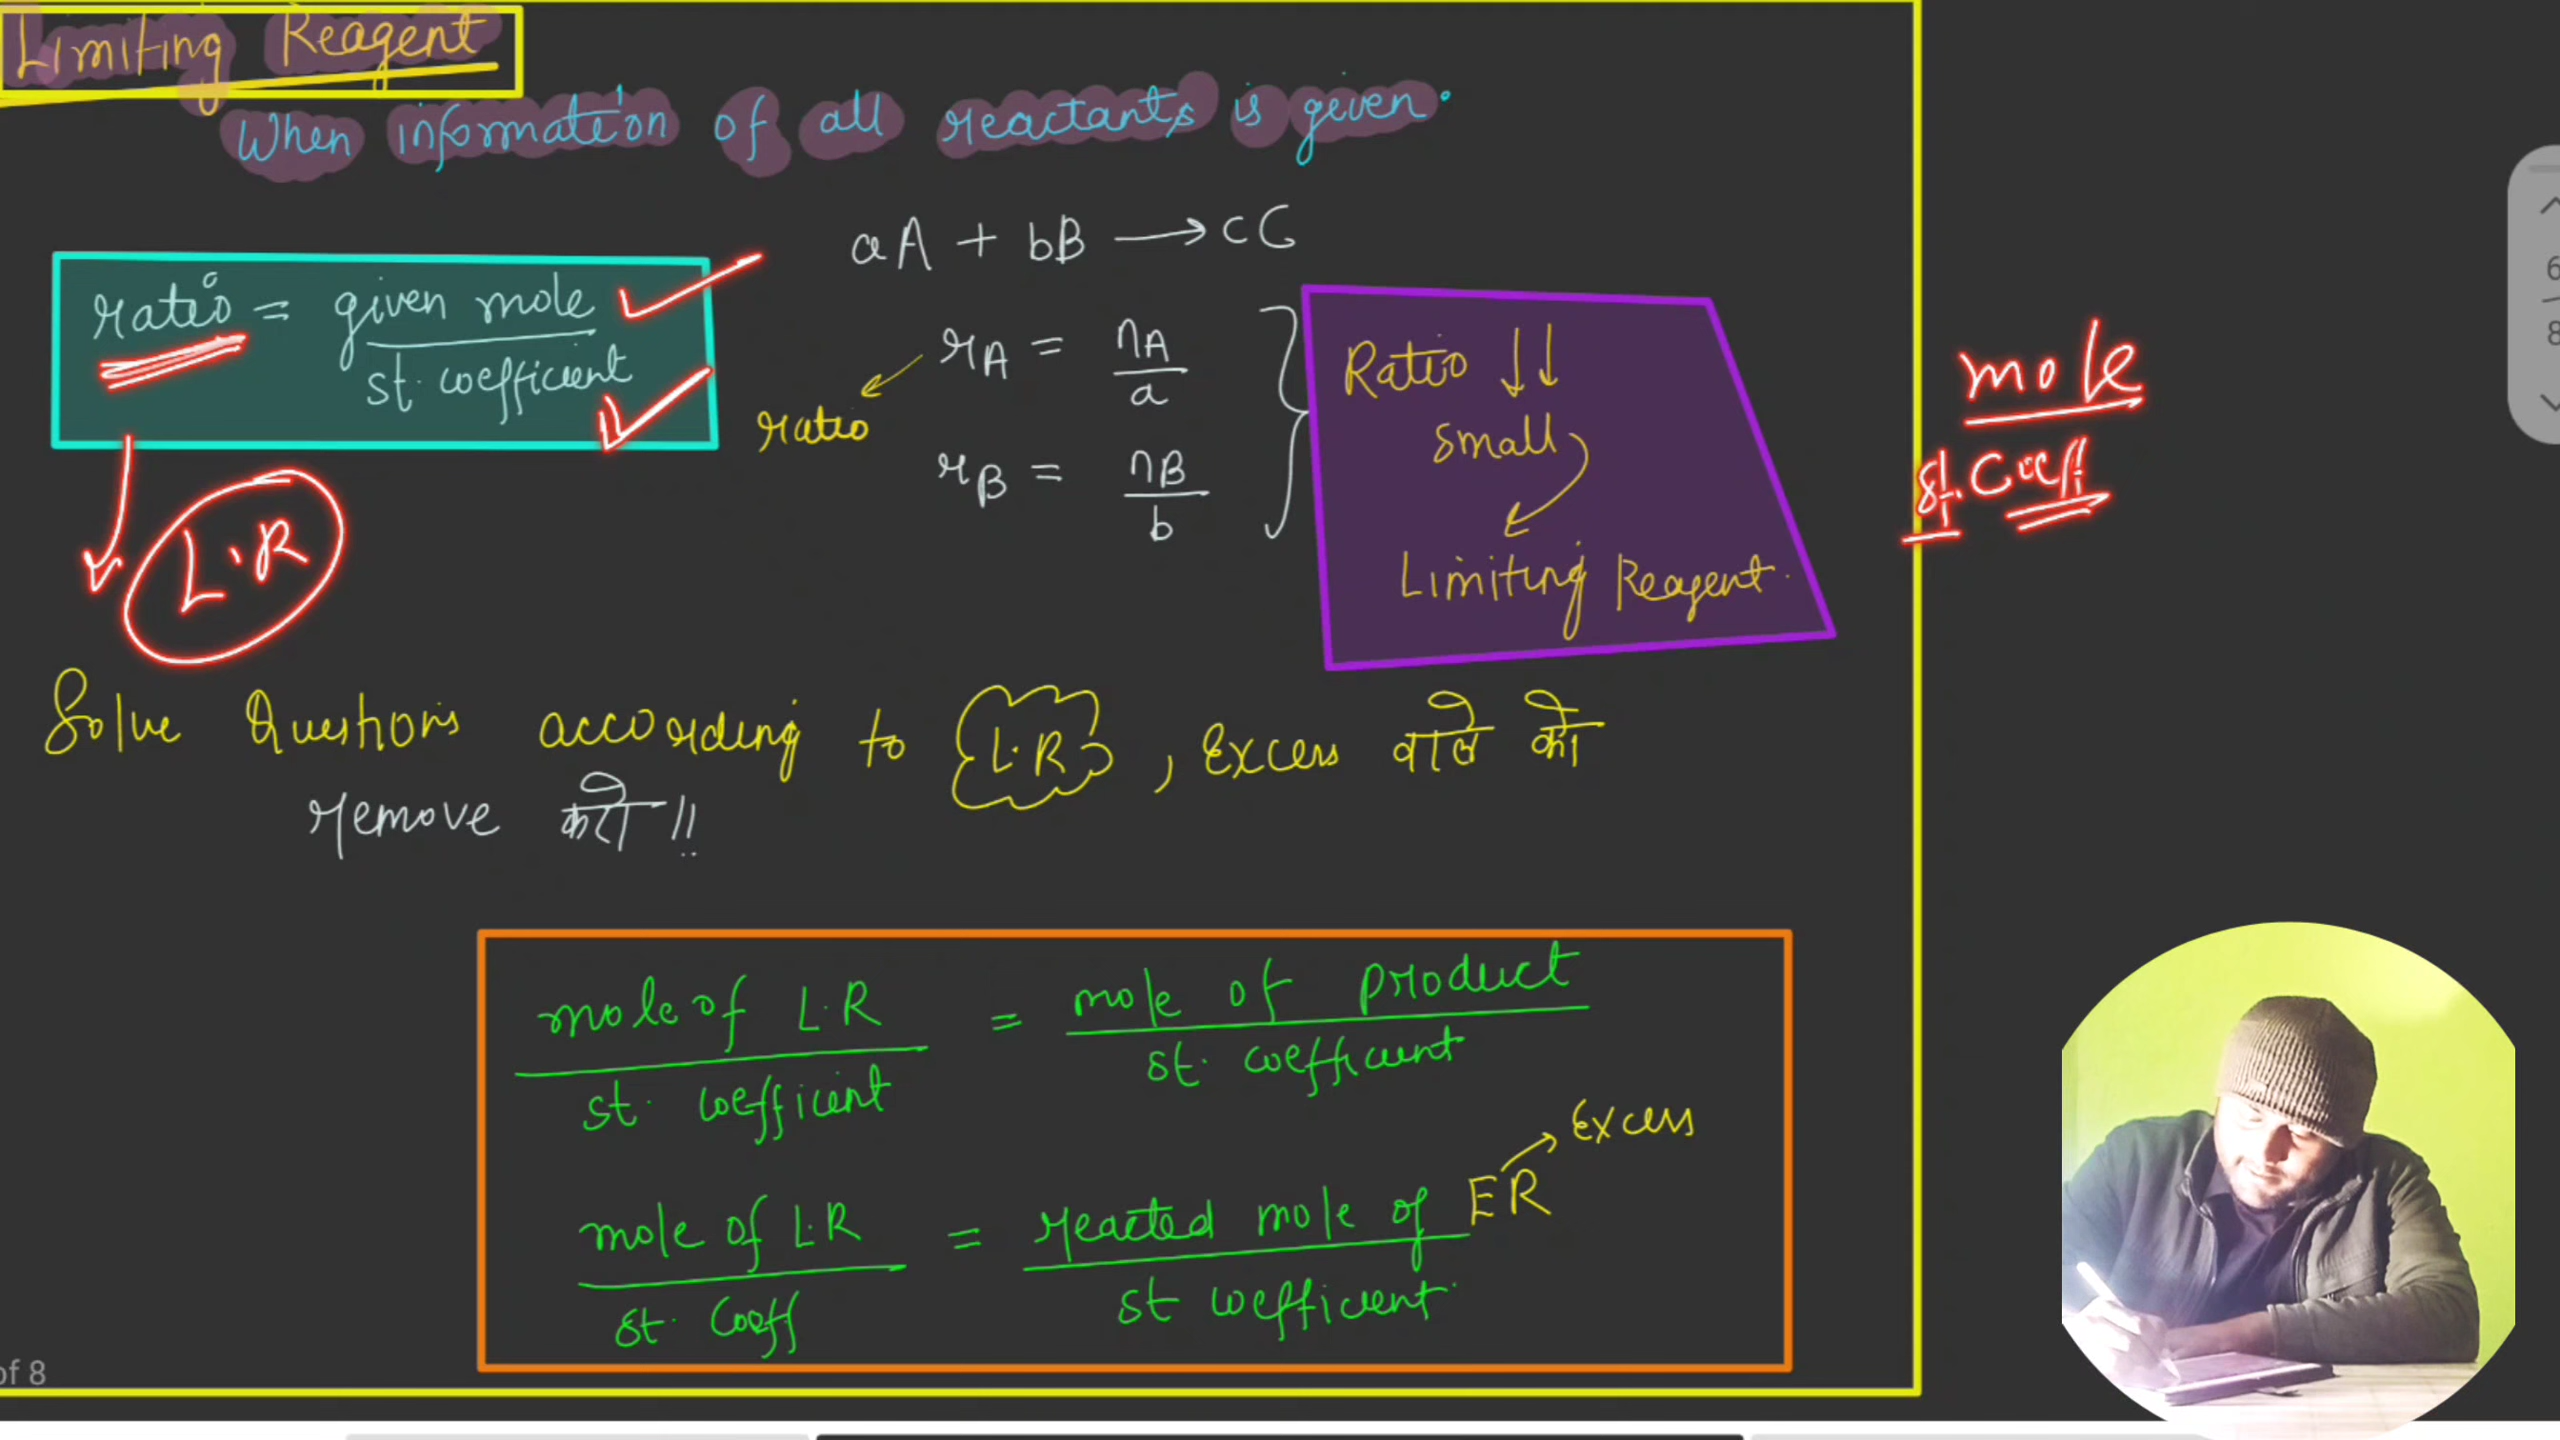 Limiting Reagent
When information of all reactants is given.
aA + bB → cC
ratio = given mole / st. coefficient
rA = nA / a
ratio
rB = nB / b
Ratio ↓↓
Small
Limiting Reagent.
mole
st. Coeff
L.R
Solve Questions according to L.R , Excess वाले को
remove करो !!
mole of L.R / st. coefficient = mole of product / st. coefficient
Excess
mole of L.R / st. Coeff = reacted mole of ER / st coefficient.
of 8
6
8